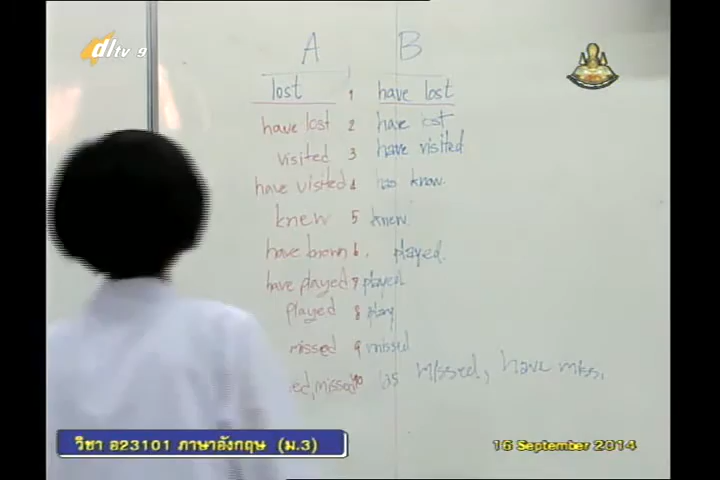 dltv 9
A B
lost 1 have lost
have lost 2 have lost
visited 3 have visited
have visited 4 has know.
knew 5 knew.
have known 6. played.
have played 7 played
played 8 play
missed 9 missed
ed, missed 10 missed, have miss.
วิชา อ23101 ภาษาอังกฤษ (ม.3)
16 September 2014